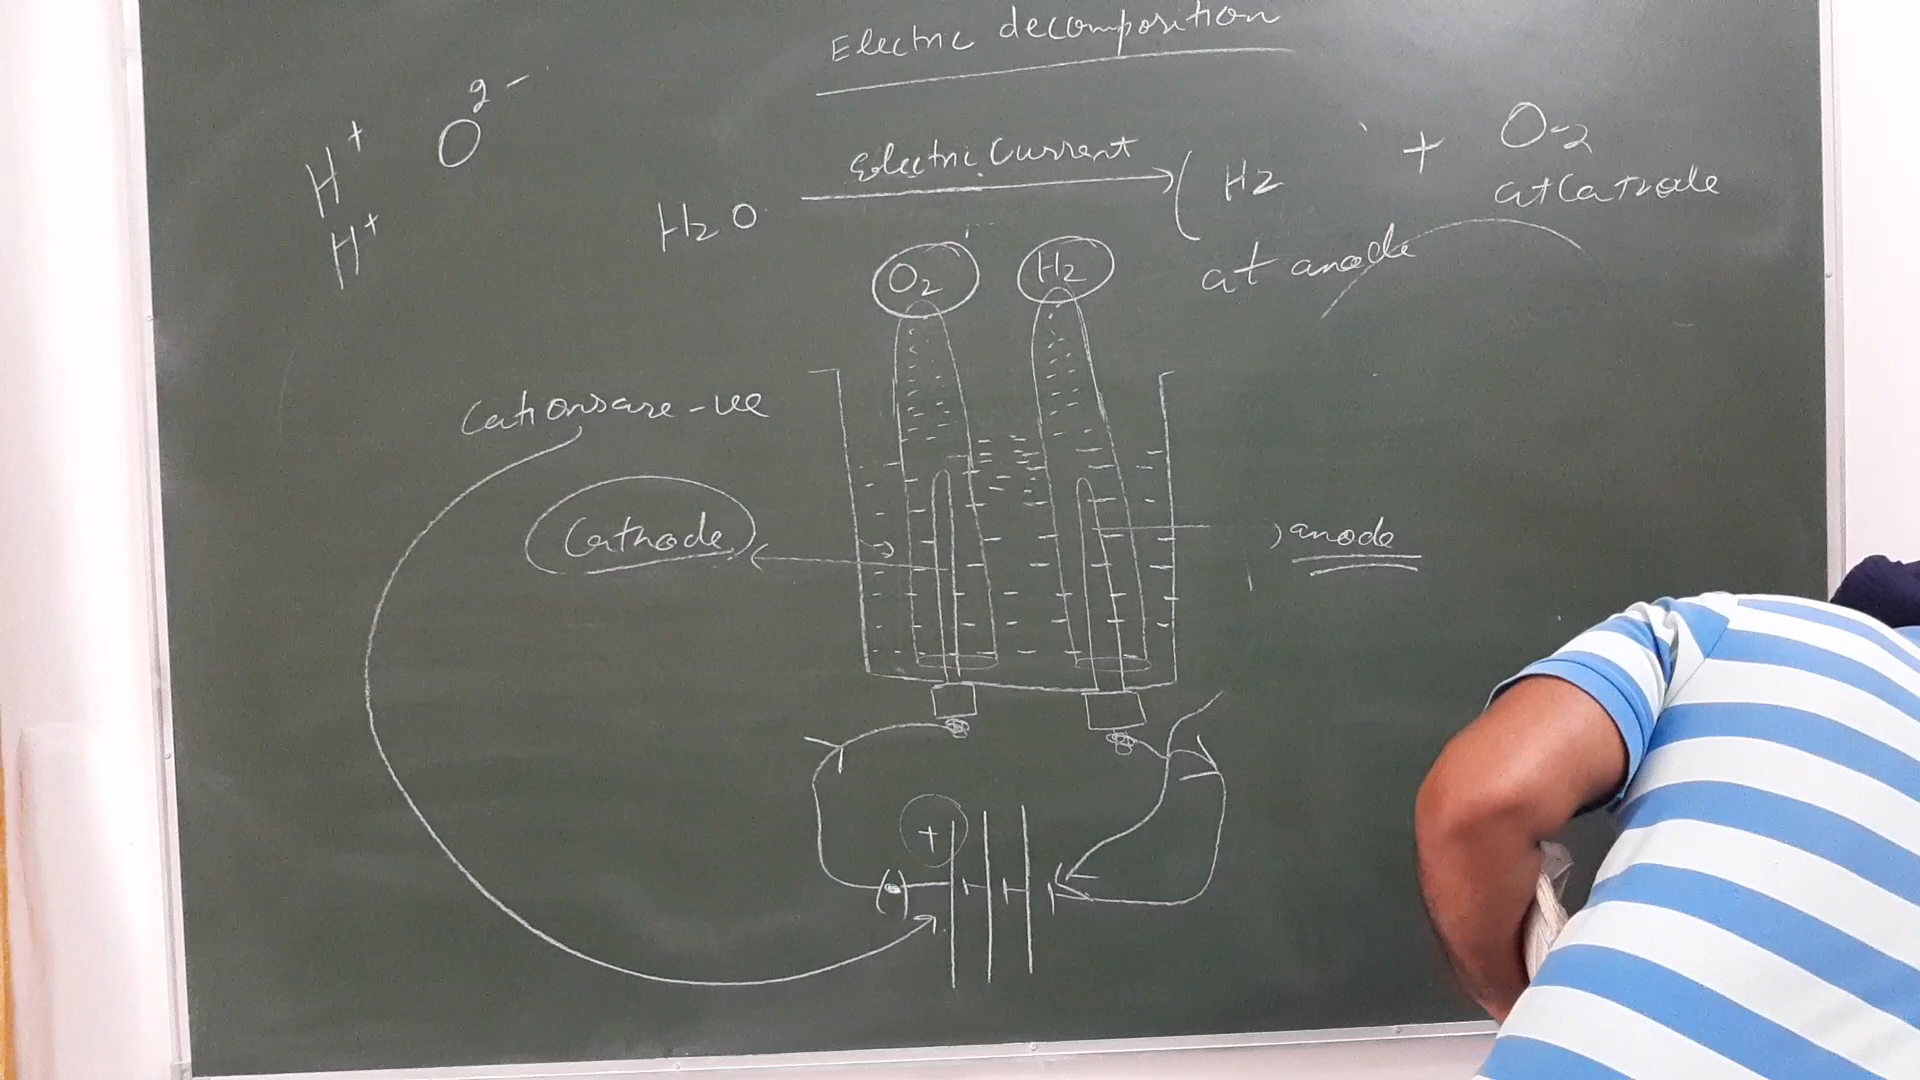 Electric decomposition
H+ O2-
H+
H2O Electric Current H2 + O2
at anode at Catrode
O2 H2
Cations are -ve
Cathode anode
+
(-)